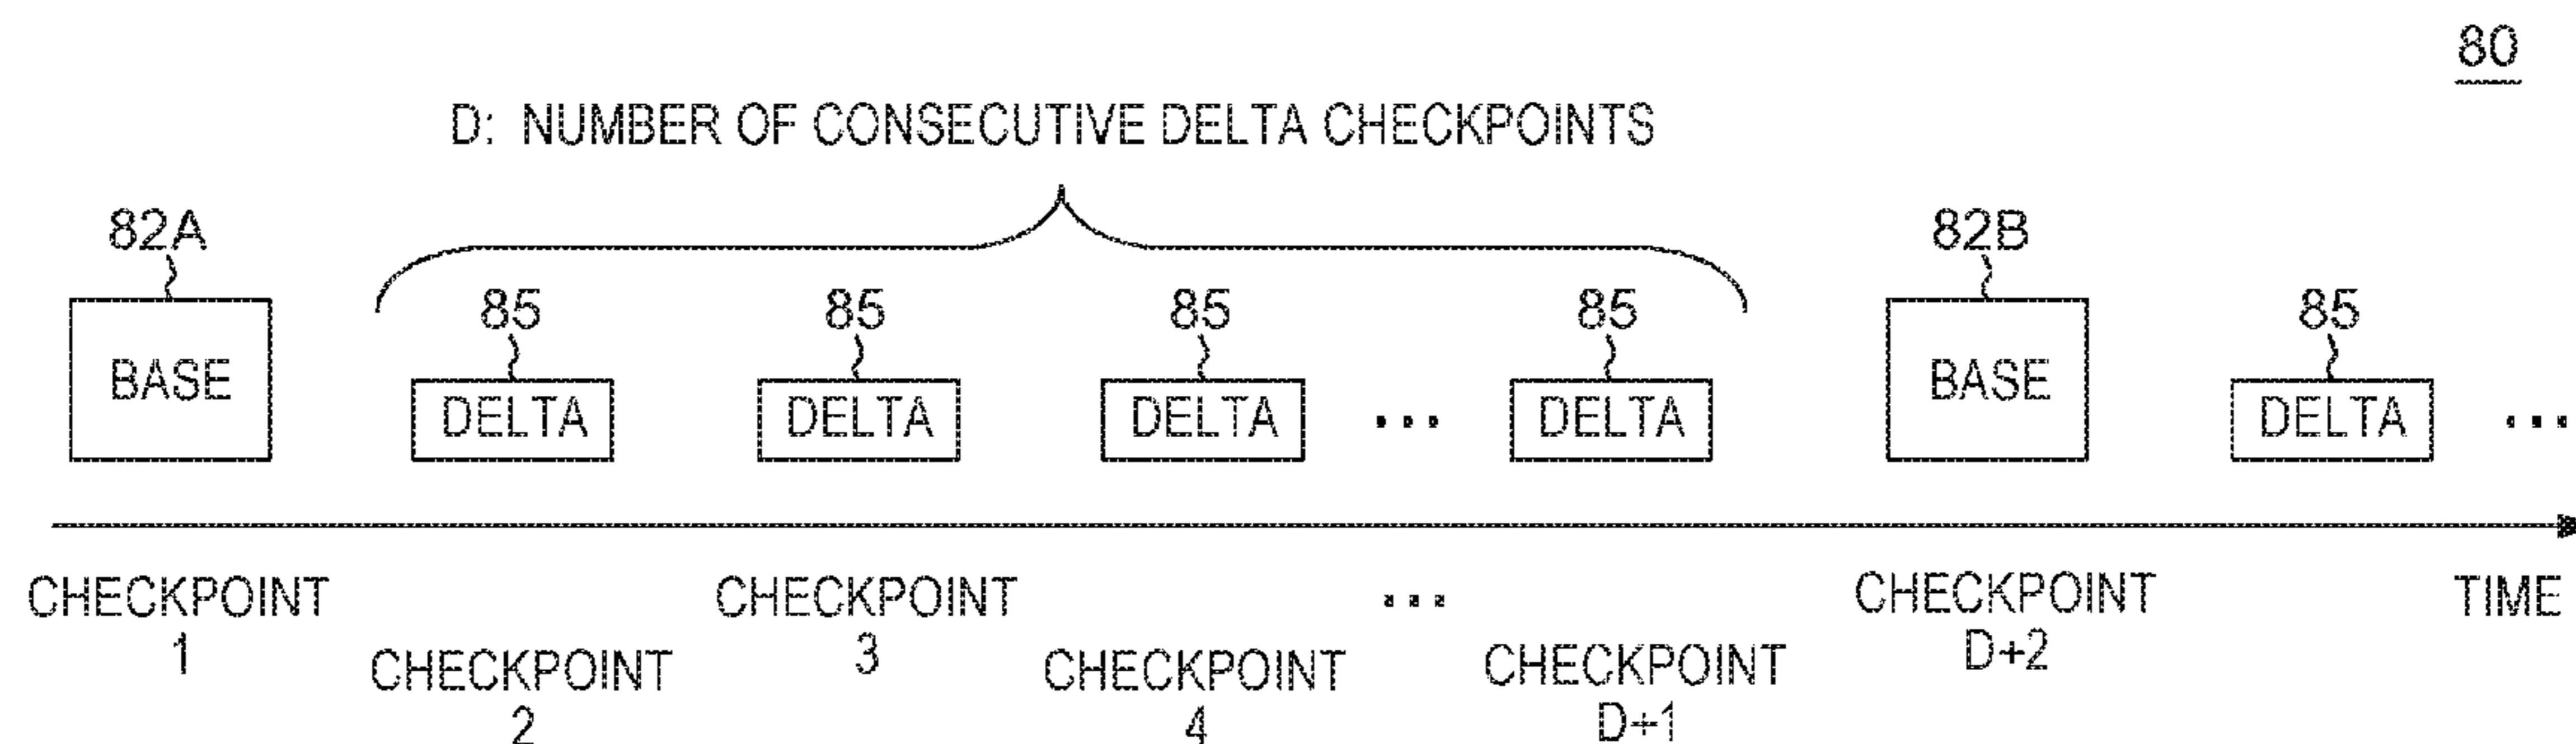 80
D: NUMBER OF CONSECUTIVE DELTA CHECKPOINTS
82A
82B
85
85
85
85
85
BASE
DELTA
DELTA
DELTA
...
DELTA
BASE
DELTA
...
CHECKPOINT
1
CHECKPOINT
2
CHECKPOINT
3
CHECKPOINT
4
...
CHECKPOINT
D+1
CHECKPOINT
D+2
TIME